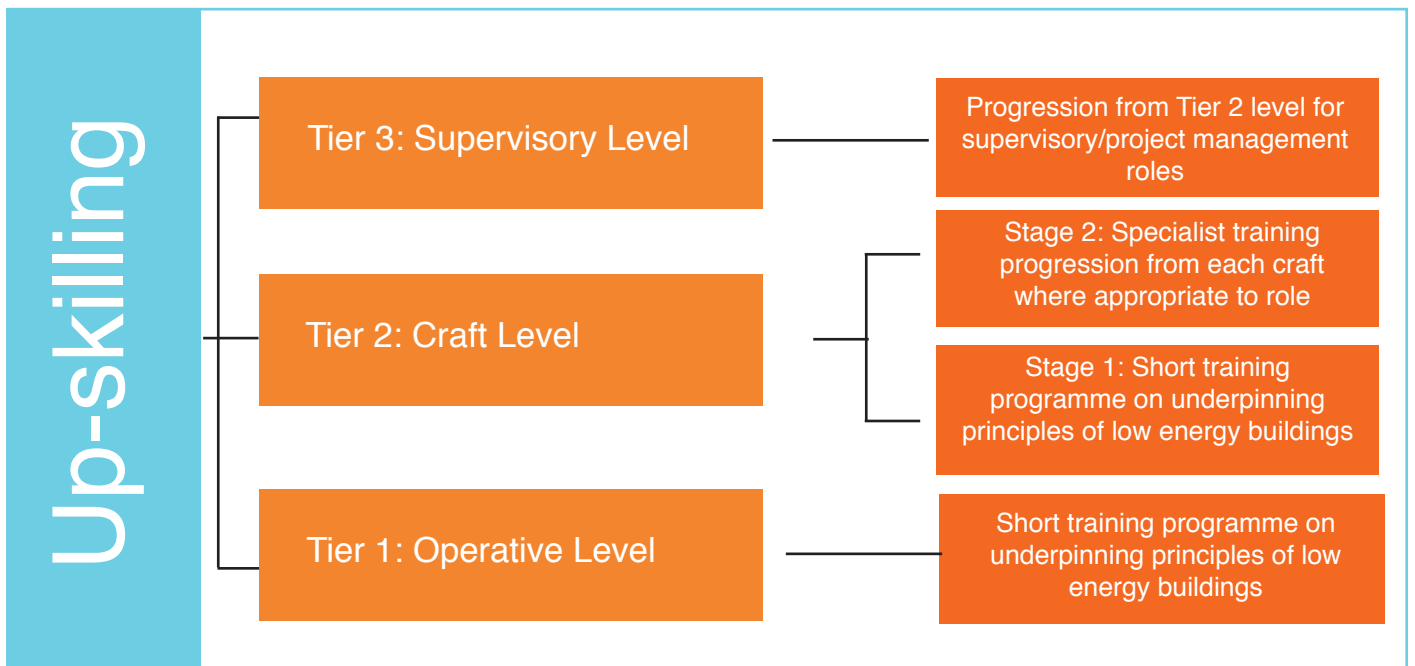 Up-skilling
Tier 3: Supervisory Level
Progression from Tier 2 level for
supervisory/project management
roles
Tier 2: Craft Level
Stage 2: Specialist training
progression from each craft
where appropriate to role
Stage 1: Short training
programme on underpinning
principles of low energy buildings
Tier 1: Operative Level
Short training programme on
underpinning principles of low
energy buildings